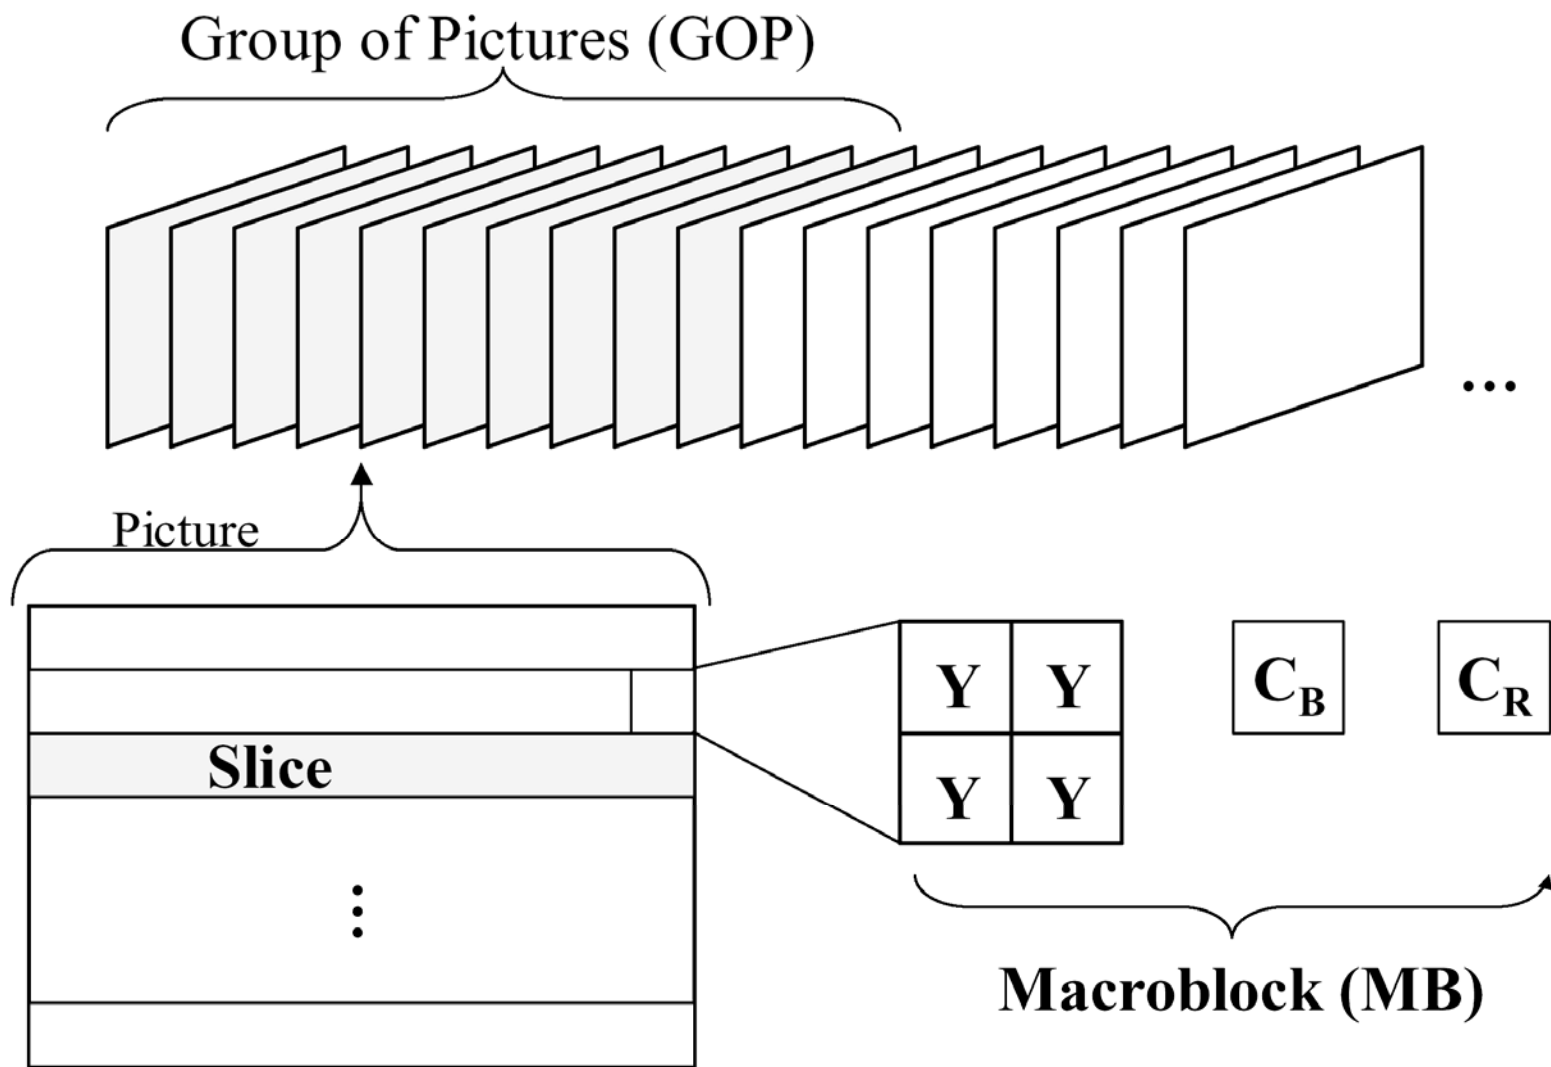 Group of Pictures (GOP)
...
Picture
Y Y C_B C_R
Slice
Y Y
Macroblock (MB)